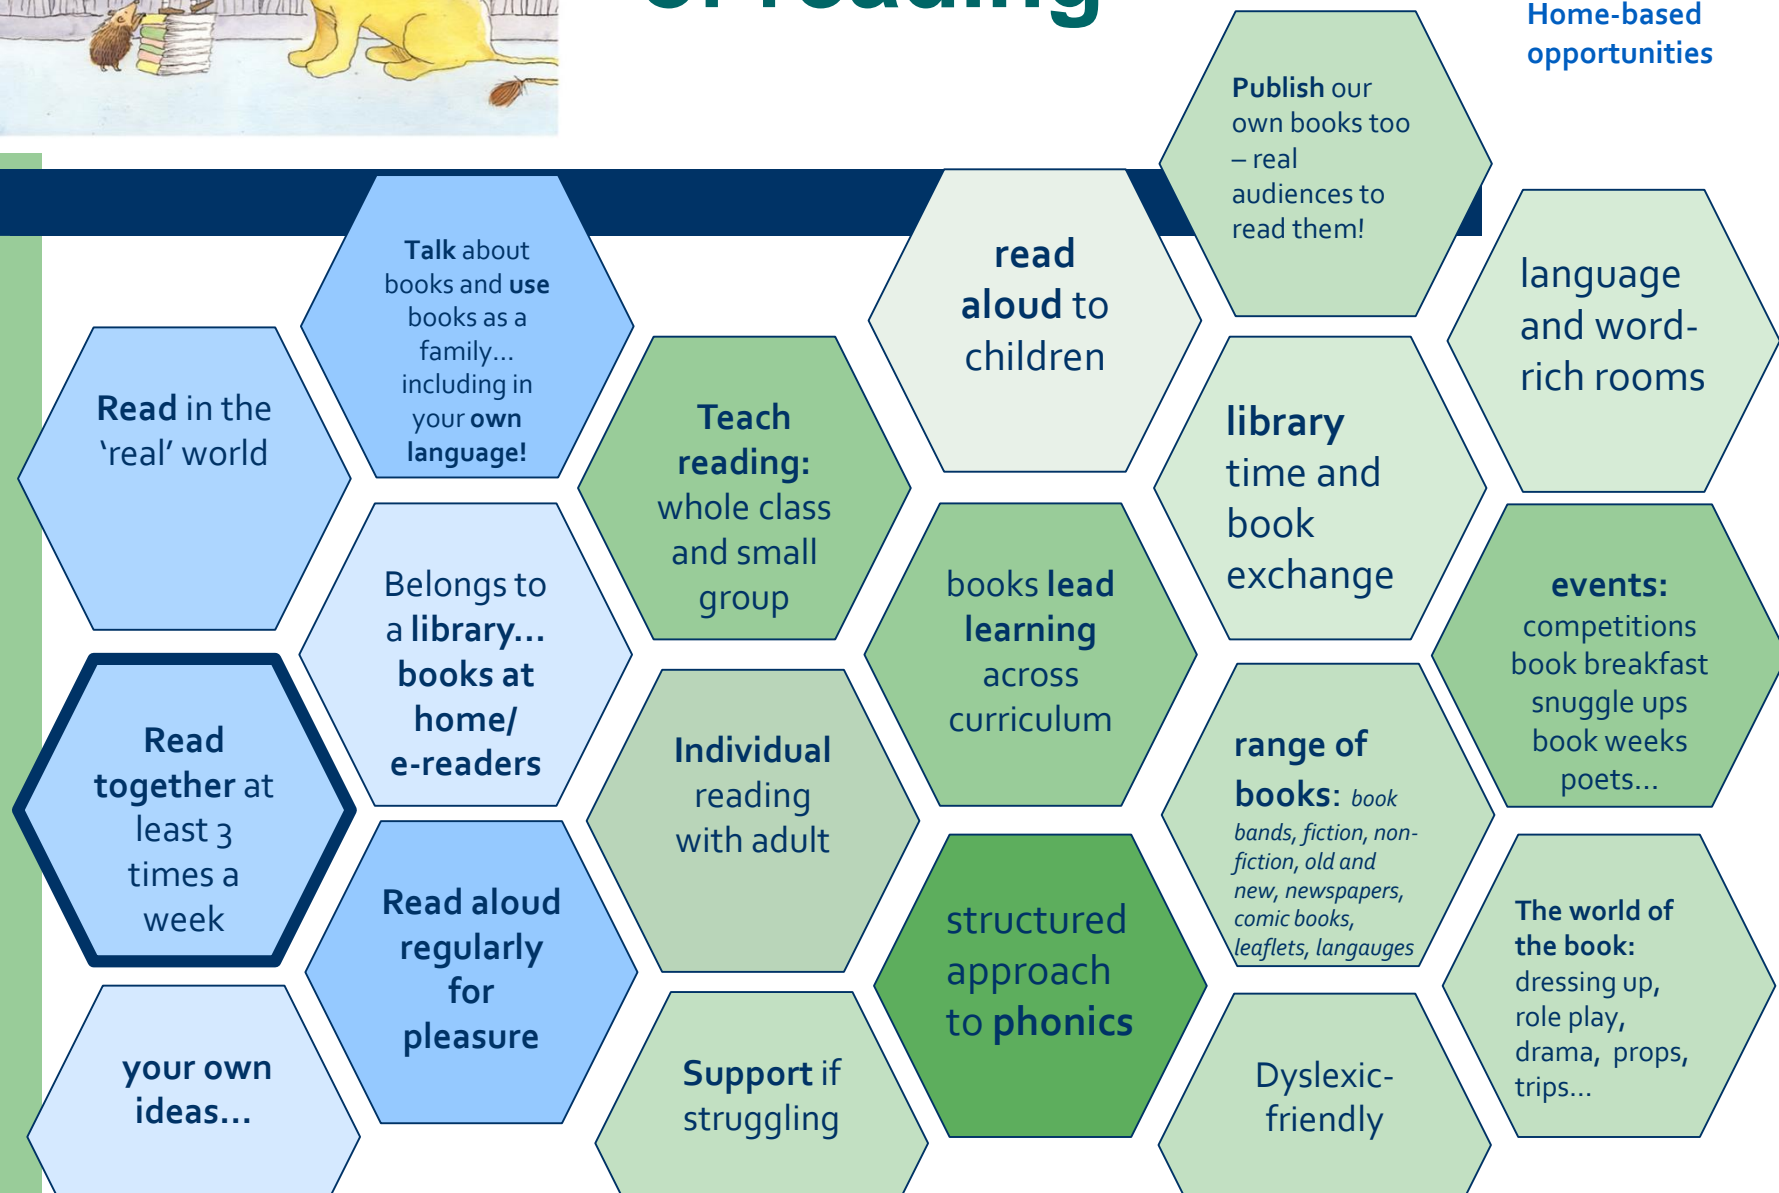 of reading
Home-based
opportunities
Publish our
own books too
– real
audiences to
read them!
Talk about
books and use
books as a
family...
including in
your own
language!
read
aloud to
children
language
and word-
rich rooms
Read in the
‘real’ world
Teach
reading:
whole class
and small
group
library
time and
book
exchange
Belongs to
a library...
books at
home/
e-readers
books lead
learning
across
curriculum
events:
competitions
book breakfast
snuggle ups
book weeks
poets...
Read
together at
least 3
times a
week
Individual
reading
with adult
range of
books: book
bands, fiction, non-
fiction, old and
new, newspapers,
comic books,
leaflets, langauges
Read aloud
regularly
for
pleasure
structured
approach
to phonics
The world of
the book:
dressing up,
role play,
drama, props,
trips...
your own
ideas...
Support if
struggling
Dyslexic-
friendly